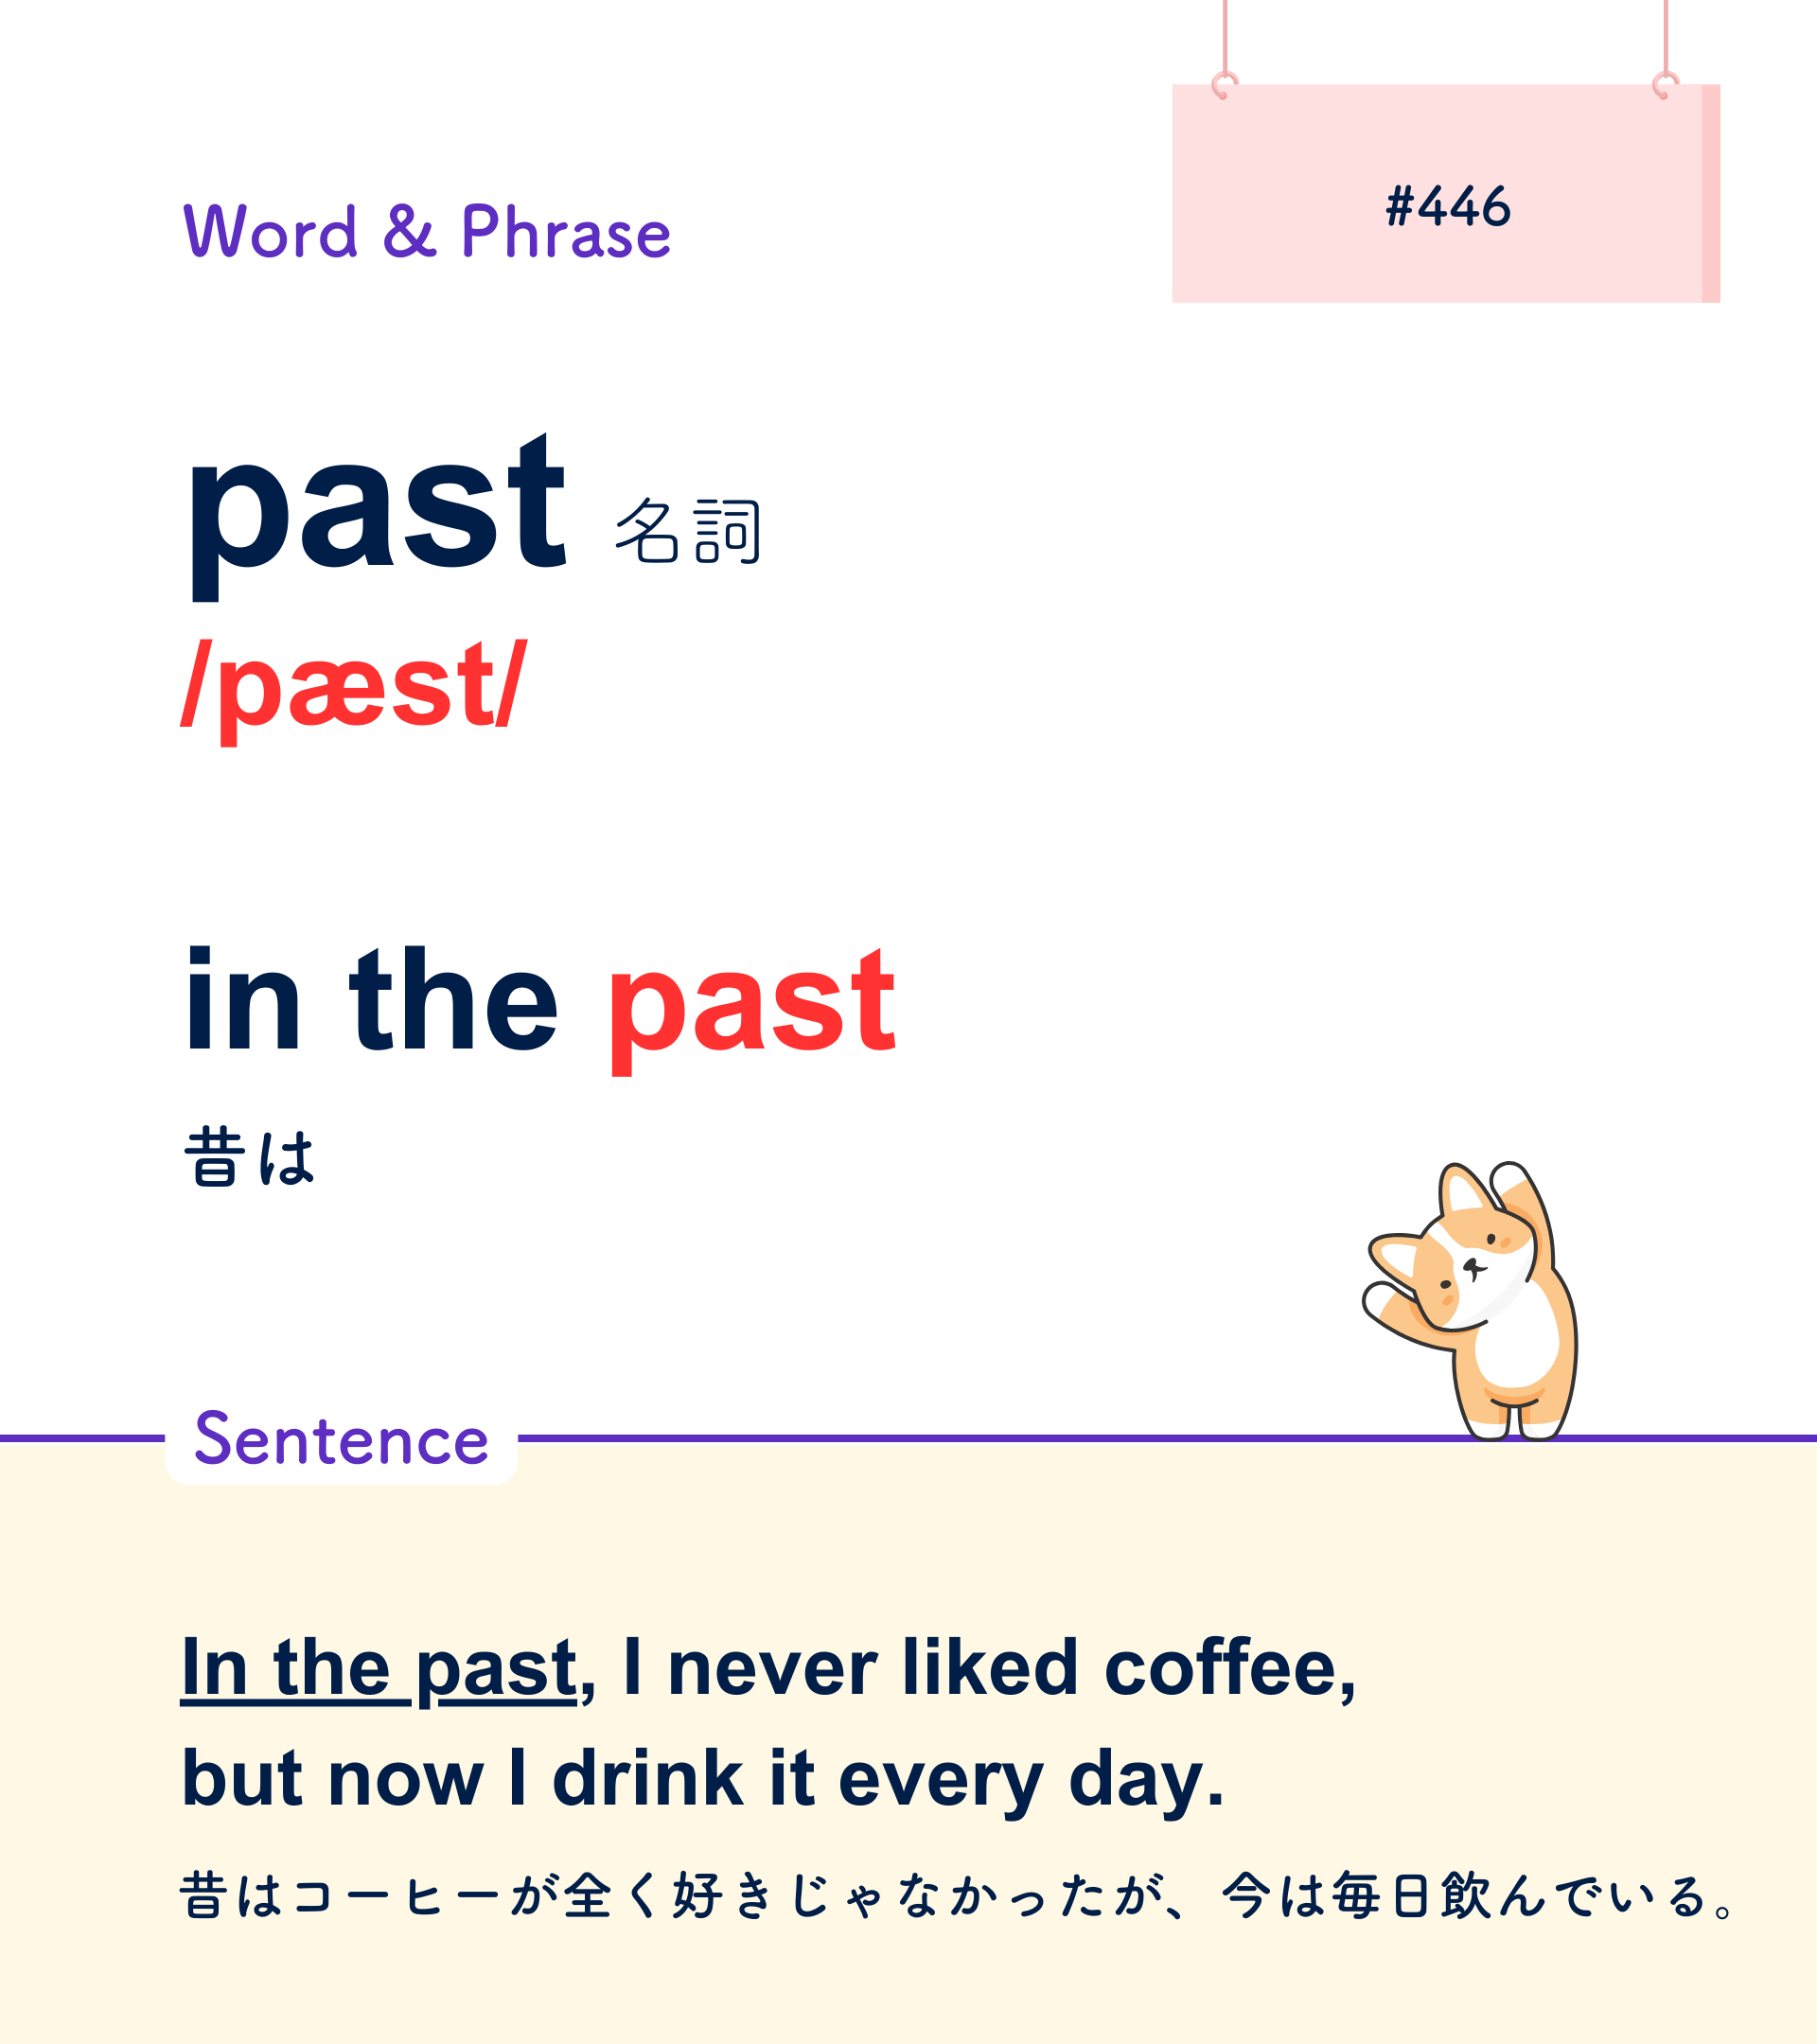 #446
Word & Phrase
past 名詞
/pæst/
in the past
昔は
Sentence
In the past, I never liked coffee,
but now I drink it every day.
昔はコーヒーが全く好きじゃなかったが、今は毎日飲んでいる。